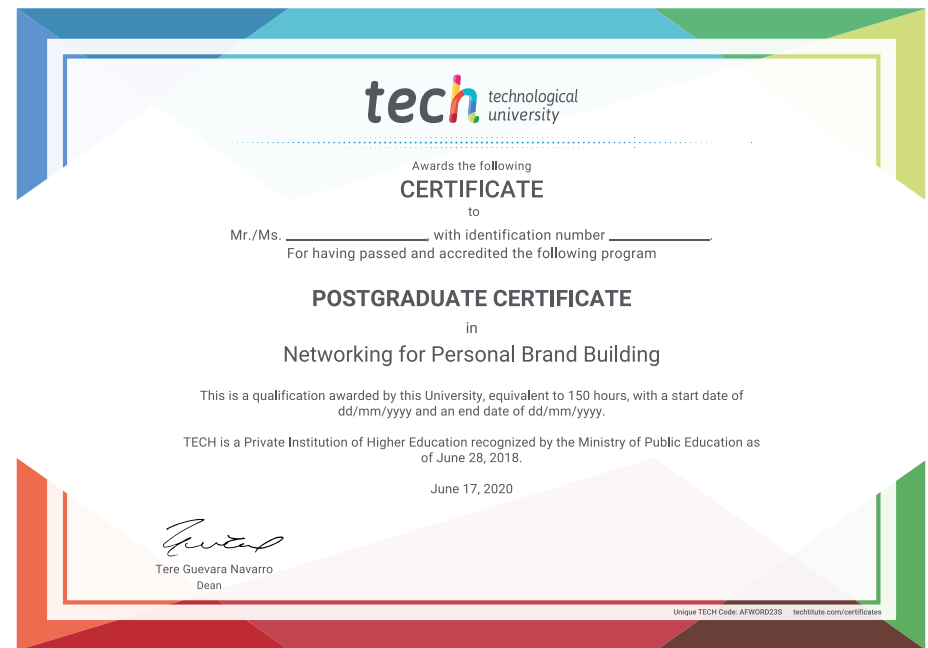 tech technological
university
Awards the following
CERTIFICATE
to
Mr./Ms. ____________________, with identification number ______________.
For having passed and accredited the following program
POSTGRADUATE CERTIFICATE
in
Networking for Personal Brand Building
This is a qualification awarded by this University, equivalent to 150 hours, with a start date of
dd/mm/yyyy and an end date of dd/mm/yyyy.
TECH is a Private Institution of Higher Education recognized by the Ministry of Public Education as
of June 28, 2018.
June 17, 2020
Tere Guevara Navarro
Dean
Unique TECH Code: AFWORD23S techtitute.com/certificates